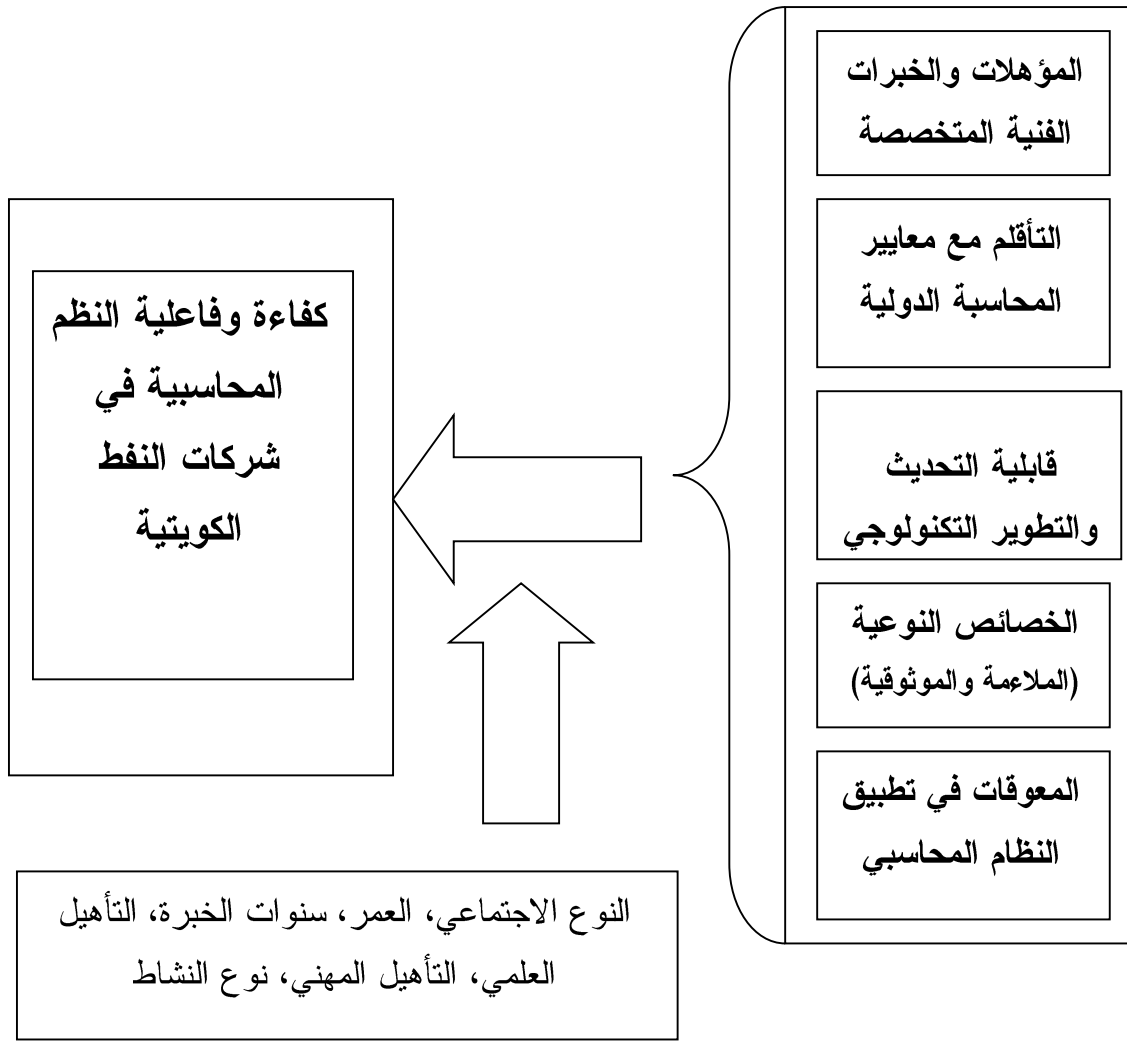 المؤهلات والخبرات
الفنية المتخصصة
التأقلم مع معايير
المحاسبة الدولية
قابلية التحديث
والتطوير التكنولوجي
الخصائص النوعية
(الملاءمة والموثوقية)
المعوقات في تطبيق
النظام المحاسبي
كفاءة وفاعلية النظم
المحاسبية في
شركات النفط
الكويتية
النوع الاجتماعي، العمر، سنوات الخبرة، التأهيل
العلمي، التأهيل المهني، نوع النشاط